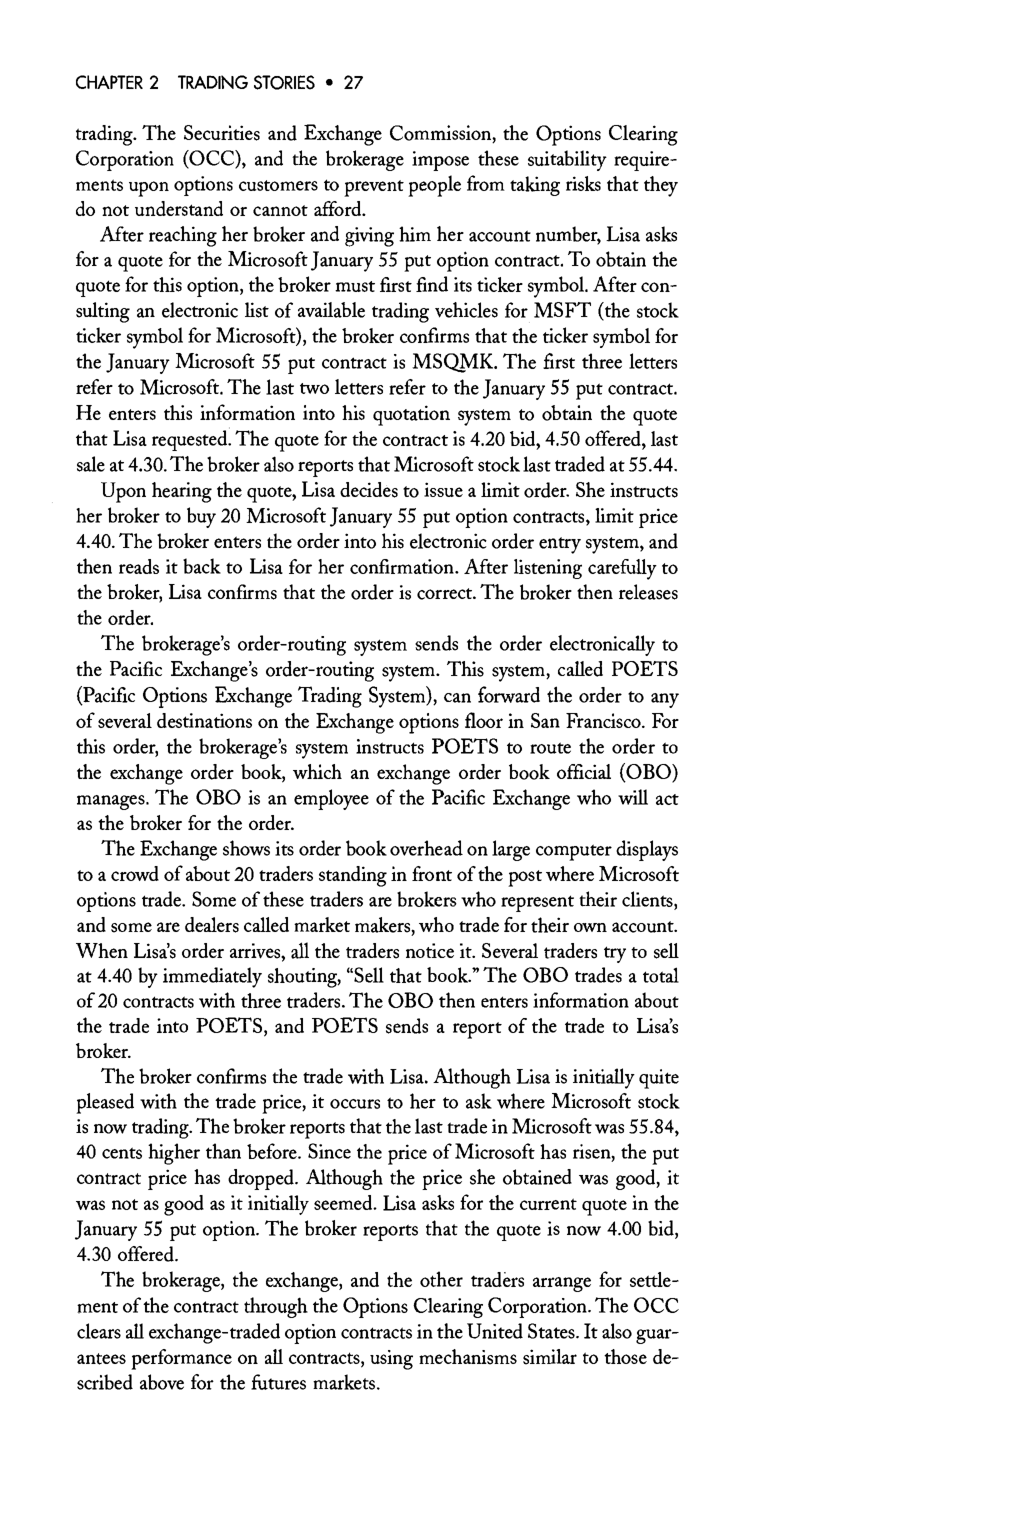 CHAPTER 2 TRADING STORIES • 27
trading. The Securities and Exchange Commission, the Options Clearing
Corporation (OCC), and the brokerage impose these suitability require-
ments upon options customers to prevent people from taking risks that they
do not understand or cannot afford.
After reaching her broker and giving him her account number, Lisa asks
for a quote for the Microsoft January 55 put option contract. To obtain the
quote for this option, the broker must first find its ticker symbol. After con-
sulting an electronic list of available trading vehicles for MSFT (the stock
ticker symbol for Microsoft), the broker confirms that the ticker symbol for
the January Microsoft 55 put contract is MSQMK. The first three letters
refer to Microsoft. The last two letters refer to the January 55 put contract.
He enters this information into his quotation system to obtain the quote
that Lisa requested. The quote for the contract is 4.20 bid, 4.50 offered, last
sale at 4.30. The broker also reports that Microsoft stock last traded at 55.44.
Upon hearing the quote, Lisa decides to issue a limit order. She instructs
her broker to buy 20 Microsoft January 55 put option contracts, limit price
4.40. The broker enters the order into his electronic order entry system, and
then reads it back to Lisa for her confirmation. After listening carefully to
the broker, Lisa confirms that the order is correct. The broker then releases
the order.
The brokerage's order-routing system sends the order electronically to
the Pacific Exchange's order-routing system. This system, called POETS
(Pacific Options Exchange Trading System), can forward the order to any
of several destinations on the Exchange options floor in San Francisco. For
this order, the brokerage's system instructs POETS to route the order to
the exchange order book, which an exchange order book official (OBO)
manages. The OBO is an employee of the Pacific Exchange who will act
as the broker for the order.
The Exchange shows its order book overhead on large computer displays
to a crowd of about 20 traders standing in front of the post where Microsoft
options trade. Some of these traders are brokers who represent their clients,
and some are dealers called market makers, who trade for their own account.
When Lisa's order arrives, all the traders notice it. Several traders try to sell
at 4.40 by immediately shouting, "Sell that book." The OBO trades a total
of 20 contracts with three traders. The OBO then enters information about
the trade into POETS, and POETS sends a report of the trade to Lisa's
broker.
The broker confirms the trade with Lisa. Although Lisa is initially quite
pleased with the trade price, it occurs to her to ask where Microsoft stock
is now trading. The broker reports that the last trade in Microsoft was 55.84,
40 cents higher than before. Since the price of Microsoft has risen, the put
contract price has dropped. Although the price she obtained was good, it
was not as good as it initially seemed. Lisa asks for the current quote in the
January 55 put option. The broker reports that the quote is now 4.00 bid,
4.30 offered.
The brokerage, the exchange, and the other traders arrange for settle-
ment of the contract through the Options Clearing Corporation. The OCC
clears all exchange-traded option contracts in the United States. It also guar-
antees performance on all contracts, using mechanisms similar to those de-
scribed above for the futures markets.